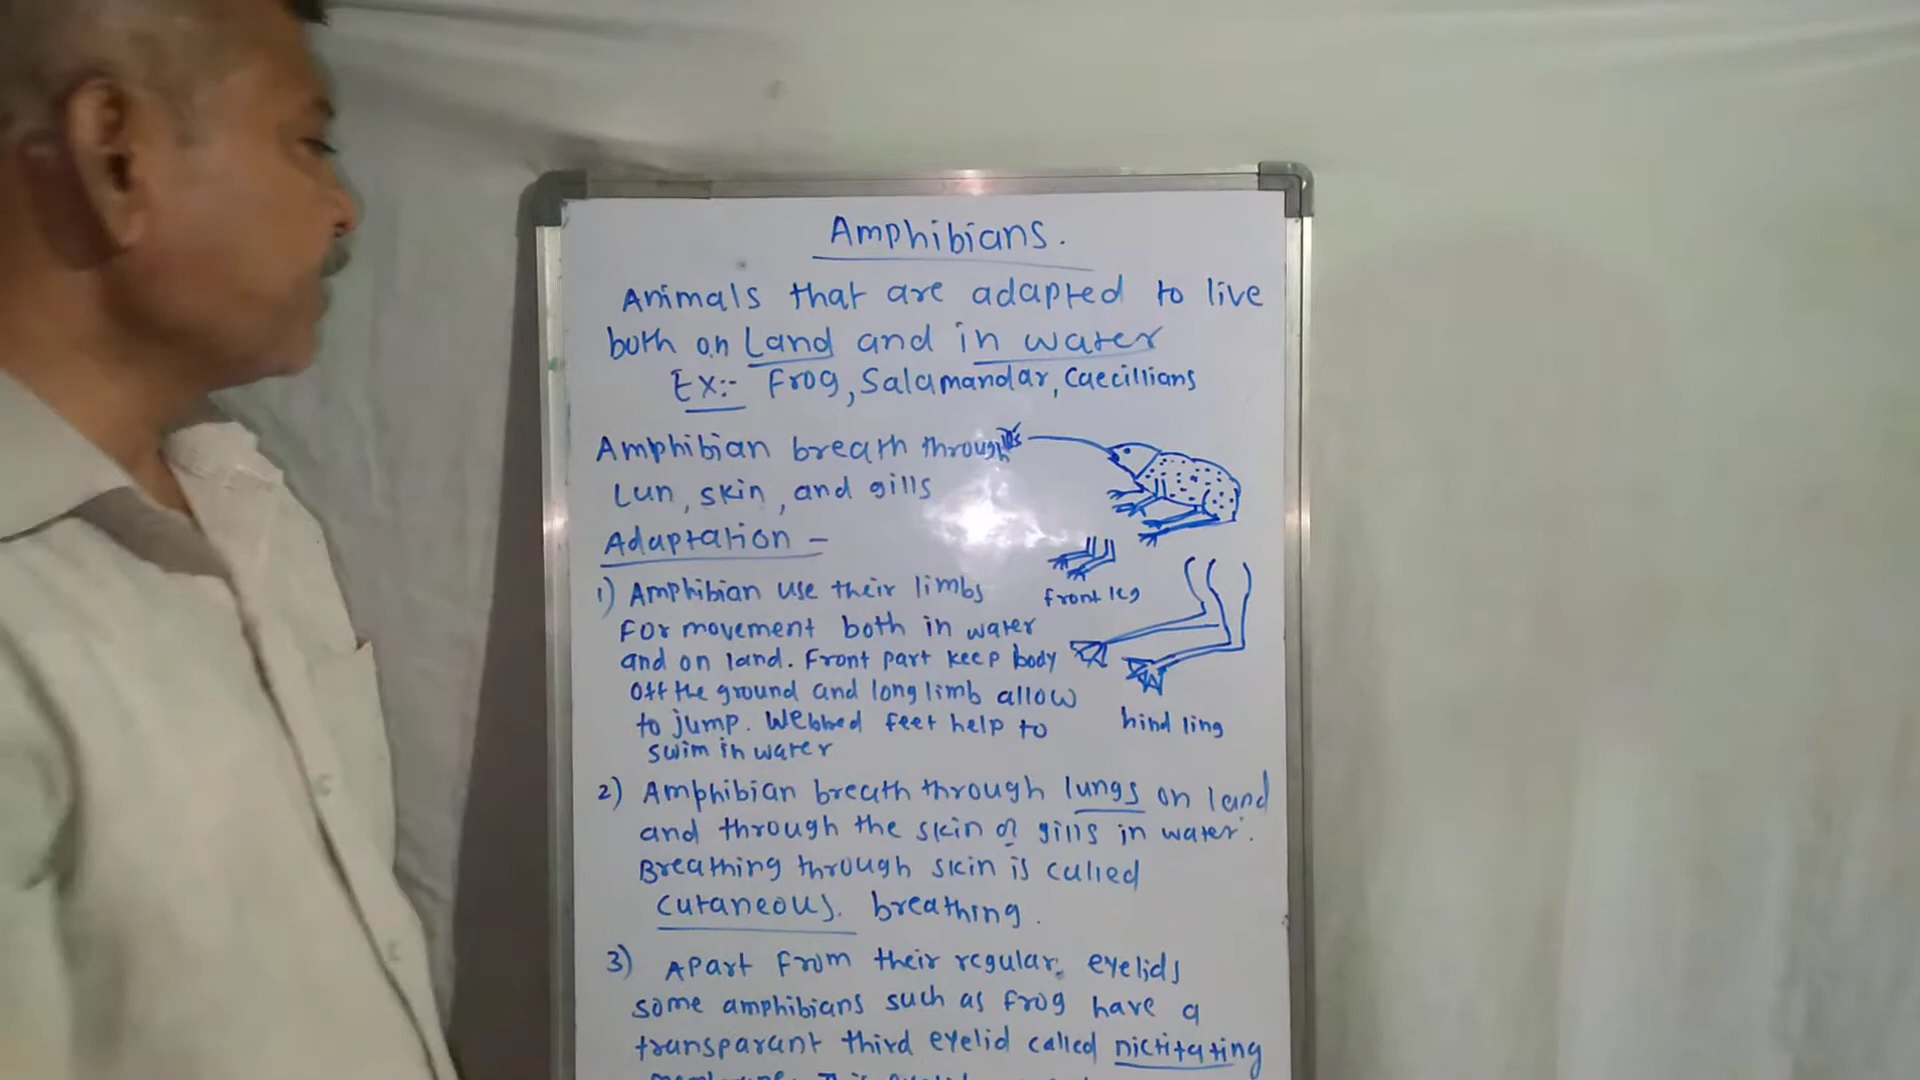 Amphibians.
Animals that are adapted to live
both on Land and in water
Ex:- Frog, Salamandar, Caecillians
Amphibian breath through
Lun, skin, and gills
Adaptation -
1) Amphibian use their limbs
For movement both in water
and on land. Front part keep body
off the ground and long limb allow
to jump. Webbed feet help to
swim in water
front leg
hind ling
2) Amphibian breath through lungs on land
and through the skin or gills in water.
Breathing through skin is called
cutaneous. breathing.
3) Apart from their regular. eyelids
some amphibians such as frog have a
transparant third eyelid called nictitating